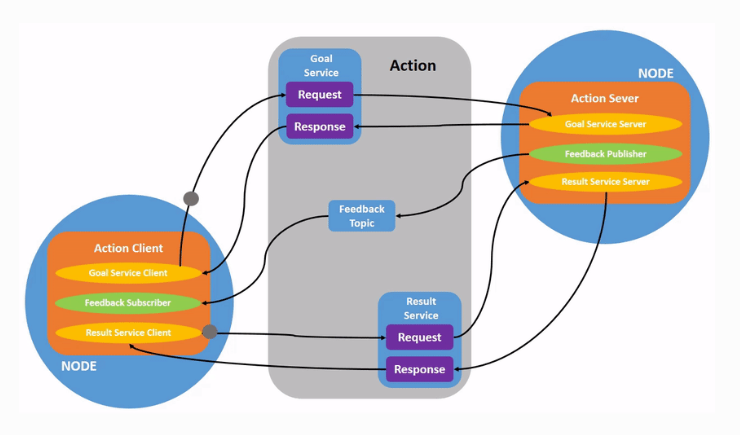 Goal
Service
Request
Response
Action
NODE
Action Sever
Goal Service Server
Feedback Publisher
Result Service Server
Feedback
Topic
Action Client
Goal Service Client
Feedback Subscriber
Result Service Client
NODE
Result
Service
Request
Response